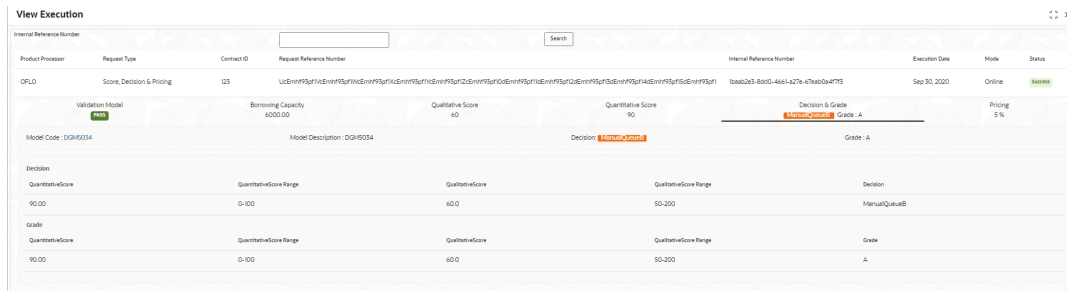 View Execution
Internal Reference Number
Search
Product Processor Request Type Contract ID Request Reference Number Internal Reference Number Execution Date Mode Status
OFLO Score, Decision & Pricing 123 UcEmhf93pf1VcEmhf93pf1WcEmhf93pf1XcEmhf93pf1YcEmhf93pf1ZcEmhf93pf10dEmhf93pf11dEmhf93pf12dEmhf93pf13dEmhf93pf14dEmhf93pf15dEmhf93pf1 1baab2e3-8dd0-4661-a27e-67eab0a4f7f3 Sep 30, 2020 Online Success
Validation Model Borrowing Capacity Qualitative Score Quantitative Score Decision & Grade Pricing
PASS 6000.00 60 90 ManualQueueB Grade : A 5 %
Model Code : DGM5034 Model Description : DGM5034 Decision: ManualQueueB Grade : A
Decision
QuantitativeScore QuantitativeScore Range QualitativeScore QualitativeScore Range Decision
90.00 0-100 60.0 50-200 ManualQueueB
Grade
QuantitativeScore QuantitativeScore Range QualitativeScore QualitativeScore Range Grade
90.00 0-100 60.0 50-200 A